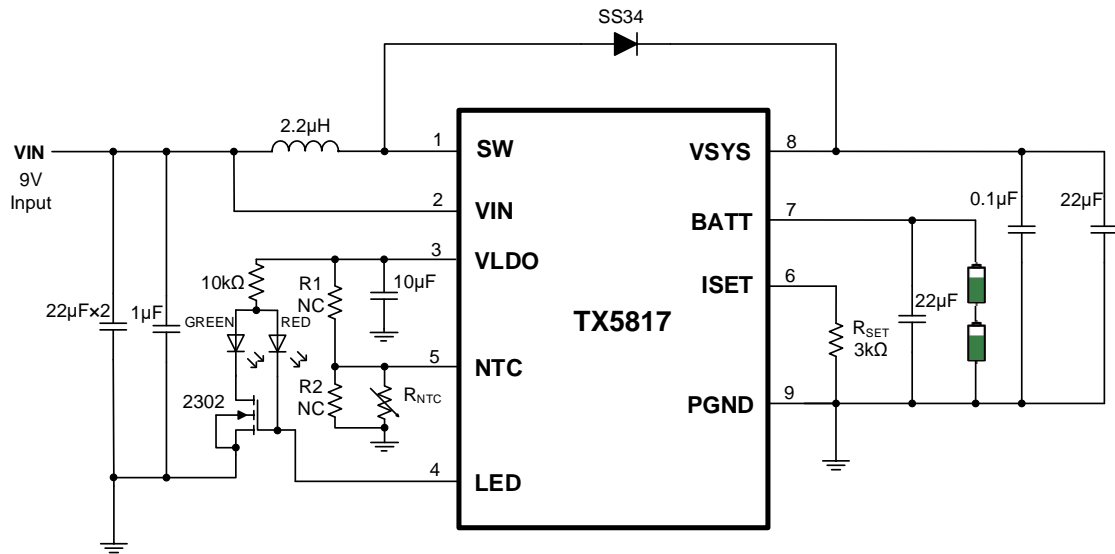 SS34
2.2μH
VIN
9V
Input
1
SW
2
VIN
3
VLDO
10kΩ
R1
NC
10μF
22μF×2
1μF
GREEN
RED
5
NTC
R2
NC
RNTC
2302
4
LED
TX5817
VSYS
8
BATT
7
ISET
6
PGND
9
0.1μF
22μF
22μF
RSET
3kΩ